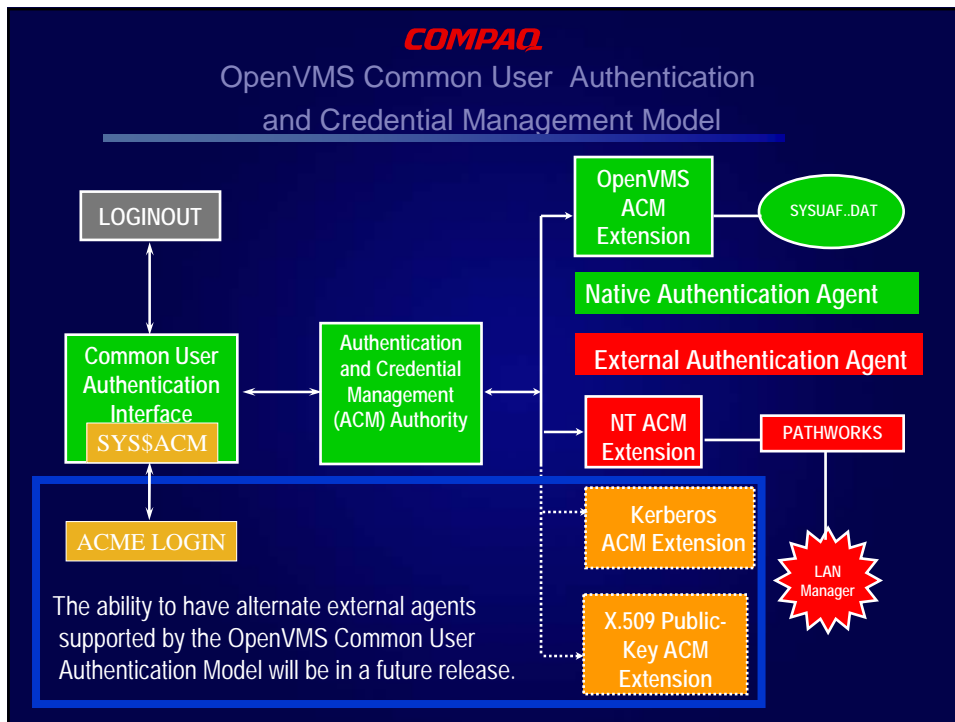 COMPAQ
OpenVMS Common User Authentication
and Credential Management Model
LOGINOUT
Common User
Authentication
Interface
SYS$ACM
ACME LOGIN
Authentication
and Credential
Management
(ACM) Authority
OpenVMS
ACM
Extension
SYSUAF..DAT
Native Authentication Agent
External Authentication Agent
NT ACM
Extension
PATHWORKS
LAN
Manager
Kerberos
ACM Extension
X.509 Public-
Key ACM
Extension
The ability to have alternate external agents
supported by the OpenVMS Common User
Authentication Model will be in a future release.